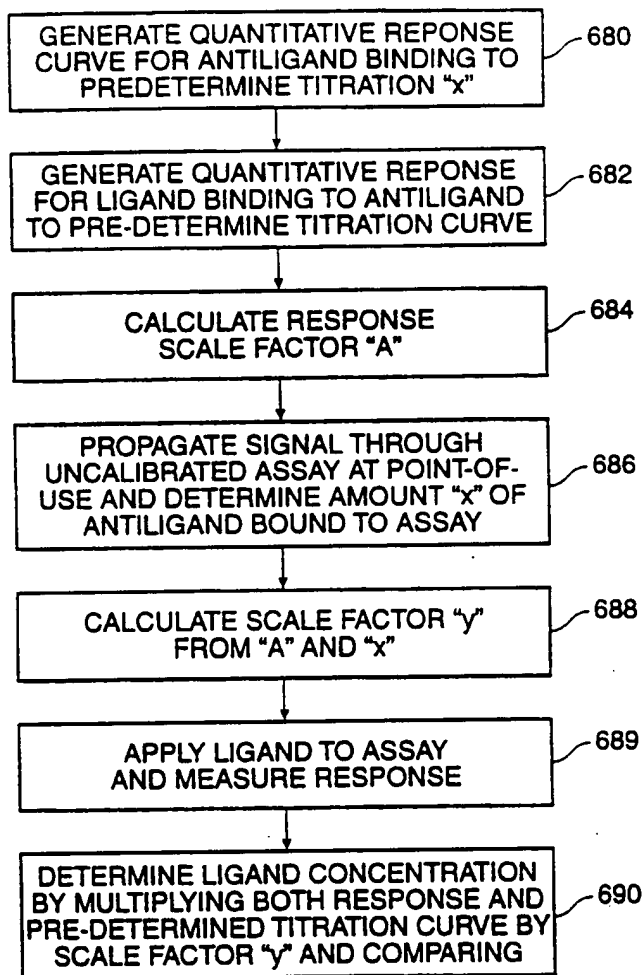 GENERATE QUANTITATIVE REPONSE
CURVE FOR ANTILIGAND BINDING TO
PREDETERMINE TITRATION "x"
680
GENERATE QUANTITATIVE REPONSE
FOR LIGAND BINDING TO ANTILIGAND
TO PRE-DETERMINE TITRATION CURVE
682
CALCULATE RESPONSE
SCALE FACTOR "A"
684
PROPAGATE SIGNAL THROUGH
UNCALIBRATED ASSAY AT POINT-OF-
USE AND DETERMINE AMOUNT "x" OF
ANTILIGAND BOUND TO ASSAY
686
CALCULATE SCALE FACTOR "y"
FROM "A" AND "x"
688
APPLY LIGAND TO ASSAY
AND MEASURE RESPONSE
689
DETERMINE LIGAND CONCENTRATION
BY MULTIPLYING BOTH RESPONSE AND
PRE-DETERMINED TITRATION CURVE BY
SCALE FACTOR "y" AND COMPARING
690